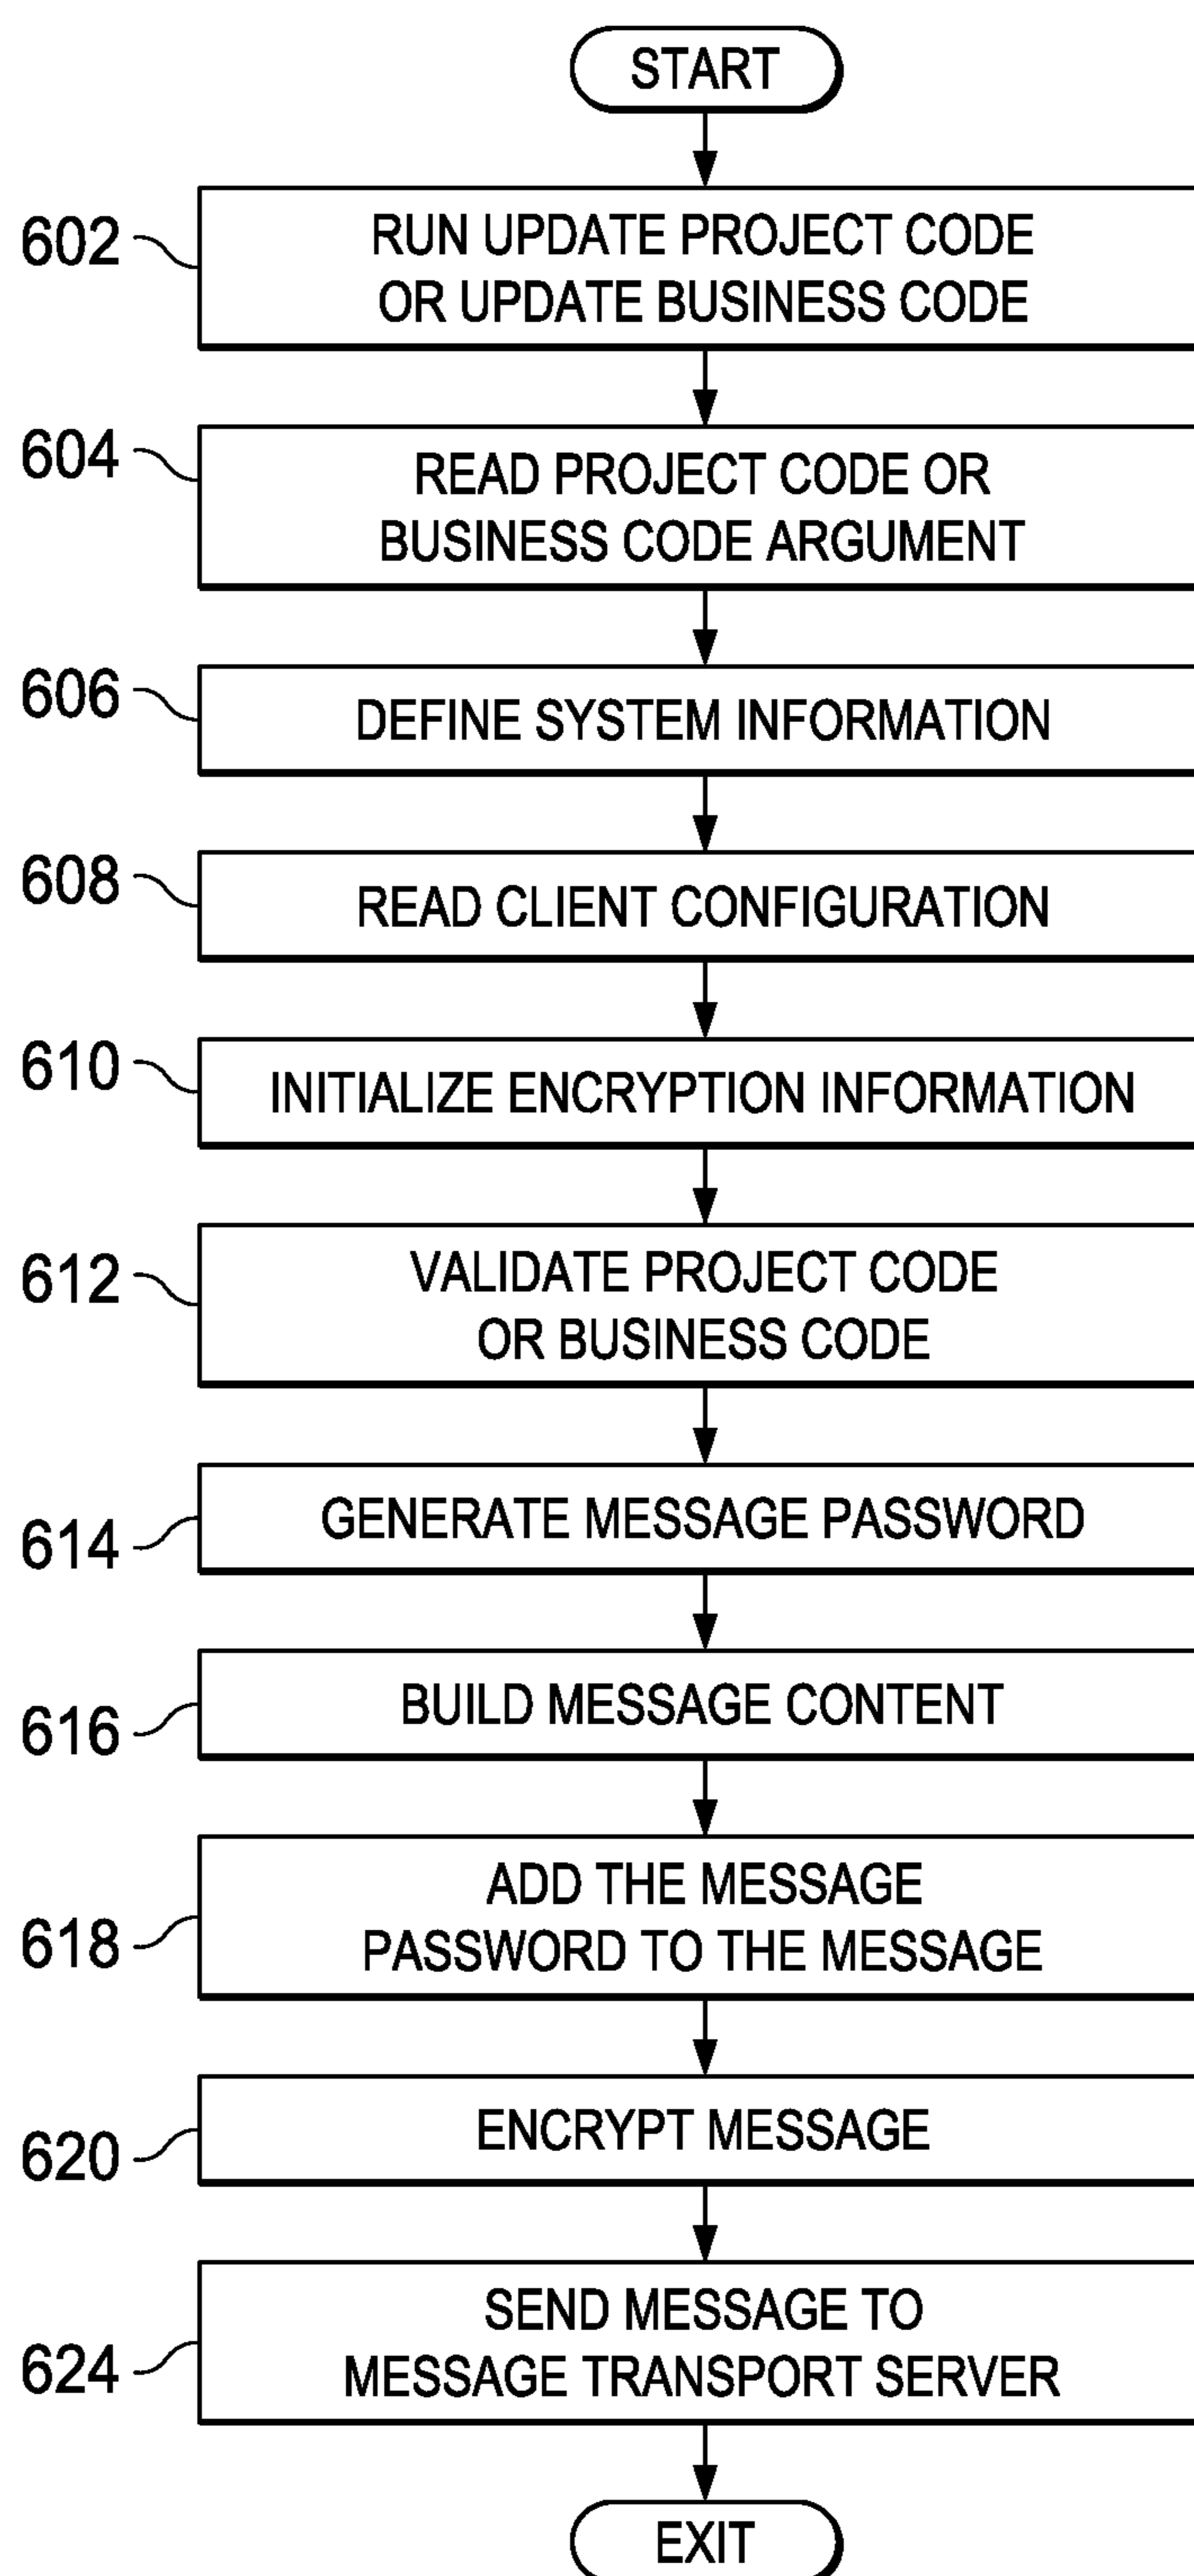 START
602
RUN UPDATE PROJECT CODE
OR UPDATE BUSINESS CODE
604
READ PROJECT CODE OR
BUSINESS CODE ARGUMENT
606
DEFINE SYSTEM INFORMATION
608
READ CLIENT CONFIGURATION
610
INITIALIZE ENCRYPTION INFORMATION
612
VALIDATE PROJECT CODE
OR BUSINESS CODE
614
GENERATE MESSAGE PASSWORD
616
BUILD MESSAGE CONTENT
618
ADD THE MESSAGE
PASSWORD TO THE MESSAGE
620
ENCRYPT MESSAGE
624
SEND MESSAGE TO
MESSAGE TRANSPORT SERVER
EXIT